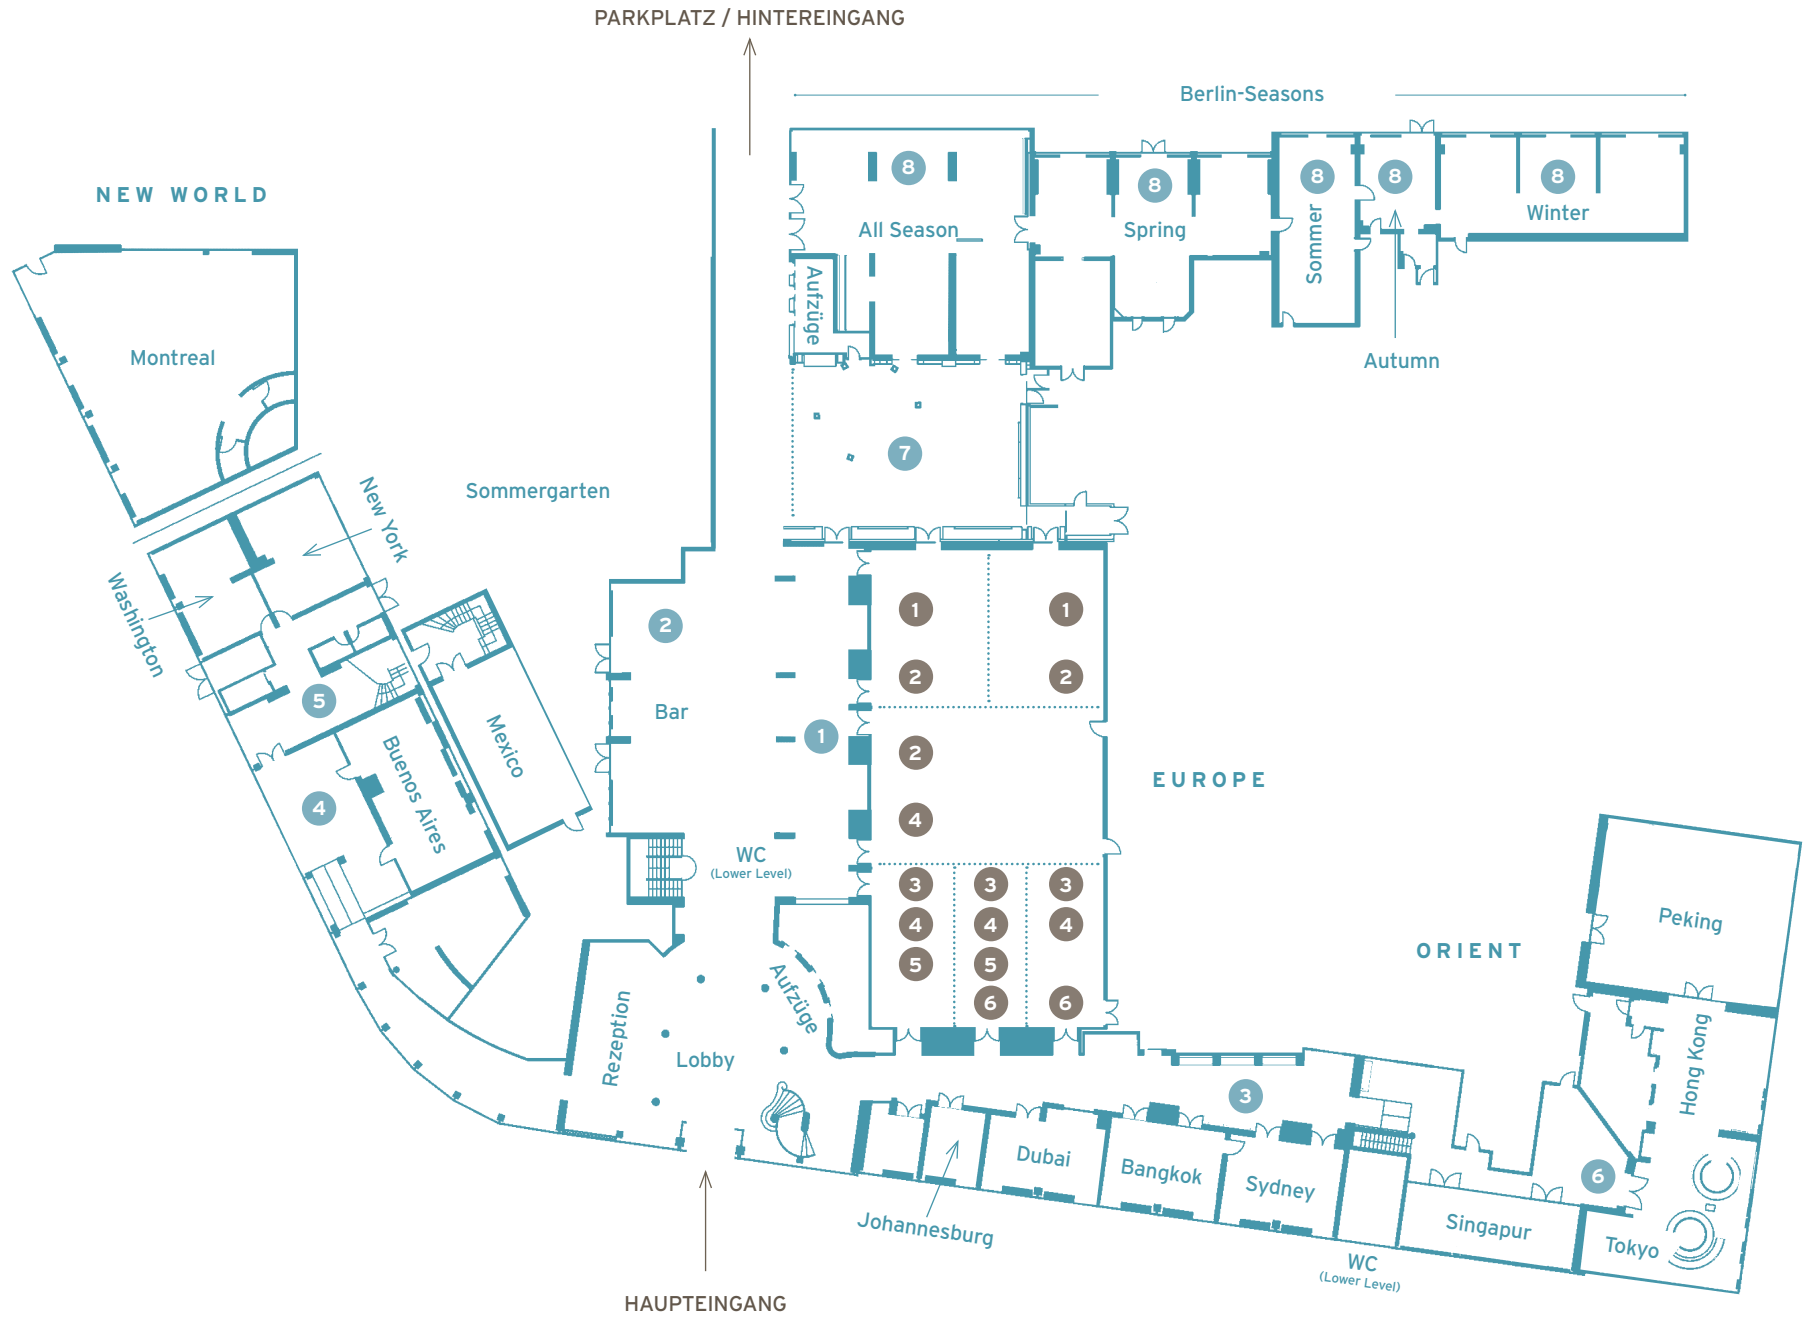 PARKPLATZ / HINTEREINGANG
Berlin-Seasons
NEW WORLD
8
8
8
8
8
All Season
Spring
Sommer
Winter
Aufzüge
Autumn
Montreal
7
Sommergarten
New York
Washington
1
1
2
2
2
5
Bar
1
2
Mexico
Buenos Aires
EUROPE
4
4
WC
(Lower Level)
3
3
3
4
4
4
5
5
6
6
Peking
ORIENT
Aufzüge
Rezeption
Lobby
3
Hong Kong
Dubai
Bangkok
Sydney
6
Johannesburg
Singapur
Tokyo
WC
(Lower Level)
HAUPTEINGANG